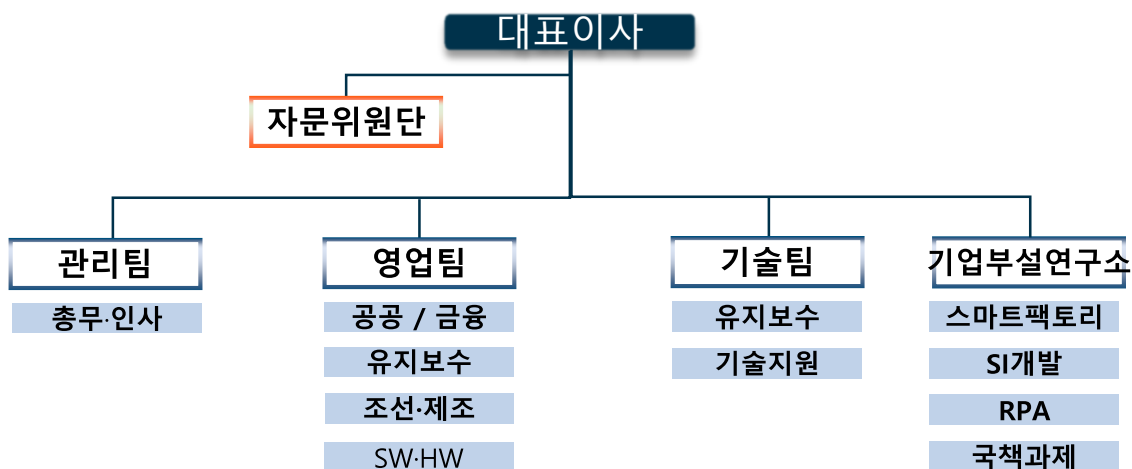 대표이사
자문위원단
관리팀
총무·인사
영업팀
공공 / 금융
유지보수
조선·제조
SW·HW
기술팀
유지보수
기술지원
기업부설연구소
스마트팩토리
SI개발
RPA
국책과제